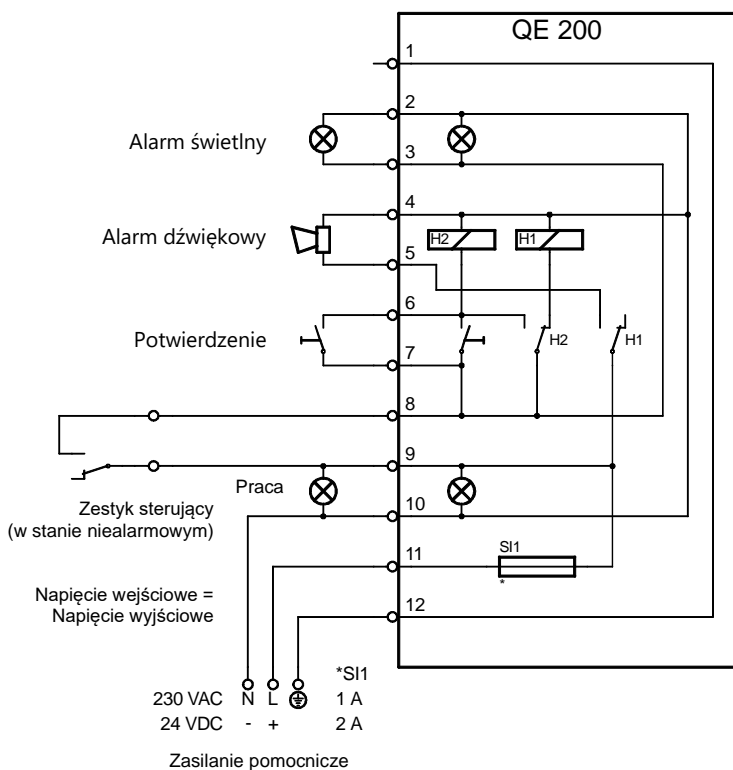 QE 200
1
2
Alarm świetlny
3
4
H2
H1
Alarm dźwiękowy
5
6
Potwierdzenie
H2
H1
7
8
9
Praca
10
Zestyk sterujący
(w stanie niealarmowym)
11
SI1
*
Napięcie wejściowe =
Napięcie wyjściowe
12
*SI1
230 VAC N L 1 A
24 VDC - + 2 A
Zasilanie pomocnicze